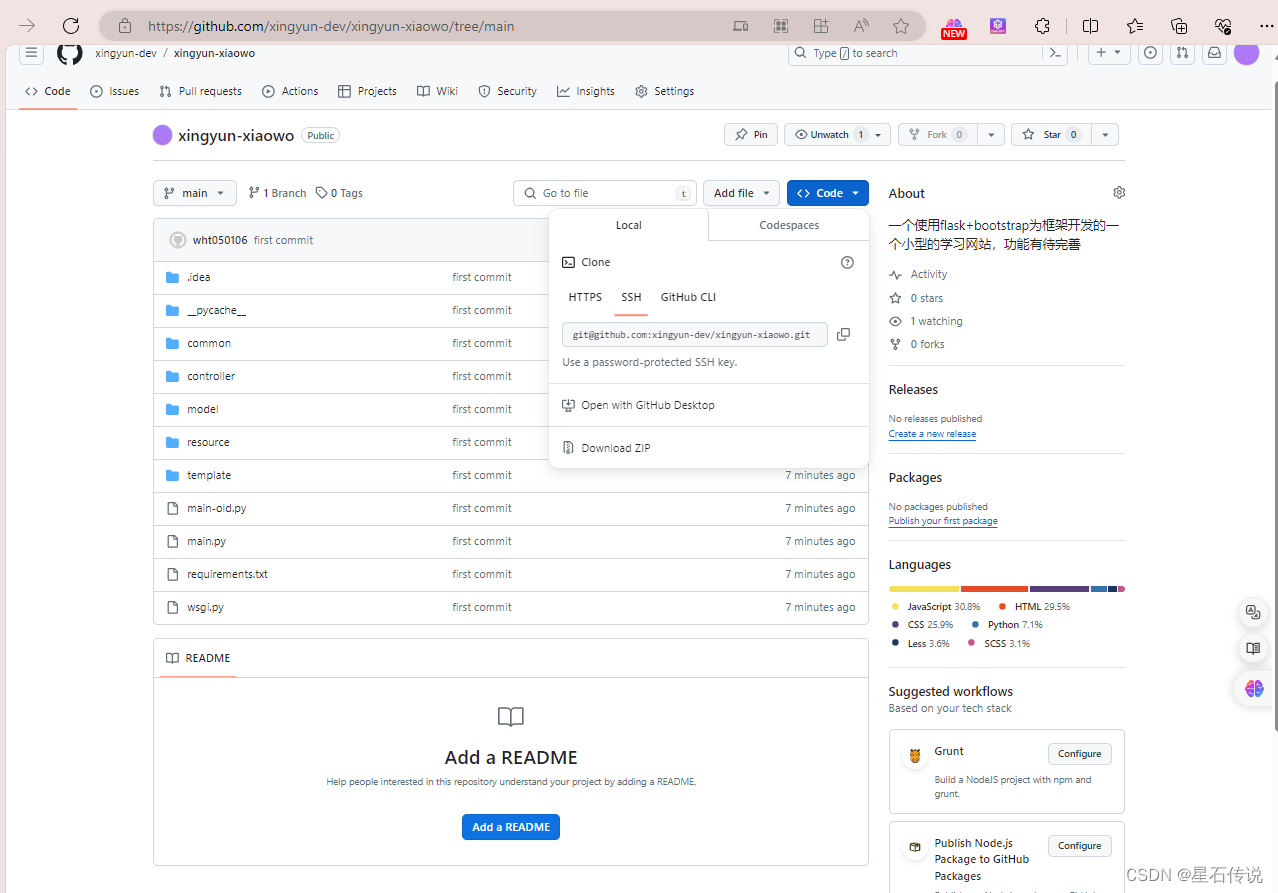 https://github.com/xingyun-dev/xingyun-xiaowo/tree/main
NEW
xingyun-dev / xingyun-xiaowo
Type / to search
Code Issues Pull requests Actions Projects Wiki Security Insights Settings
xingyun-xiaowo Public
Pin Unwatch 1 Fork 0 Star 0
main 1 Branch 0 Tags Go to file t Add file Code
wht050106 first commit
.idea first commit
__pycache__ first commit
common first commit
controller first commit
model first commit
resource first commit
template first commit 7 minutes ago
main-old.py first commit 7 minutes ago
main.py first commit 7 minutes ago
requirements.txt first commit 7 minutes ago
wsgi.py first commit 7 minutes ago
Local Codespaces
Clone
HTTPS SSH GitHub CLI
git@github.com:xingyun-dev/xingyun-xiaowo.git
Use a password-protected SSH key.
Open with GitHub Desktop
Download ZIP
README
Add a README
Help people interested in this repository understand your project by adding a README.
Add a README
About
一个使用flask+bootstrap为框架开发的一
个小型的学习网站，功能有待完善
Activity
0 stars
1 watching
0 forks
Releases
No releases published
Create a new release
Packages
No packages published
Publish your first package
Languages
JavaScript 30.8% HTML 29.5%
CSS 25.9% Python 7.1%
Less 3.6% SCSS 3.1%
Suggested workflows
Based on your tech stack
Grunt Configure
Build a NodeJS project with npm and
grunt.
Publish Node.js Configure
Package to GitHub
Packages
CSDN @星石传说